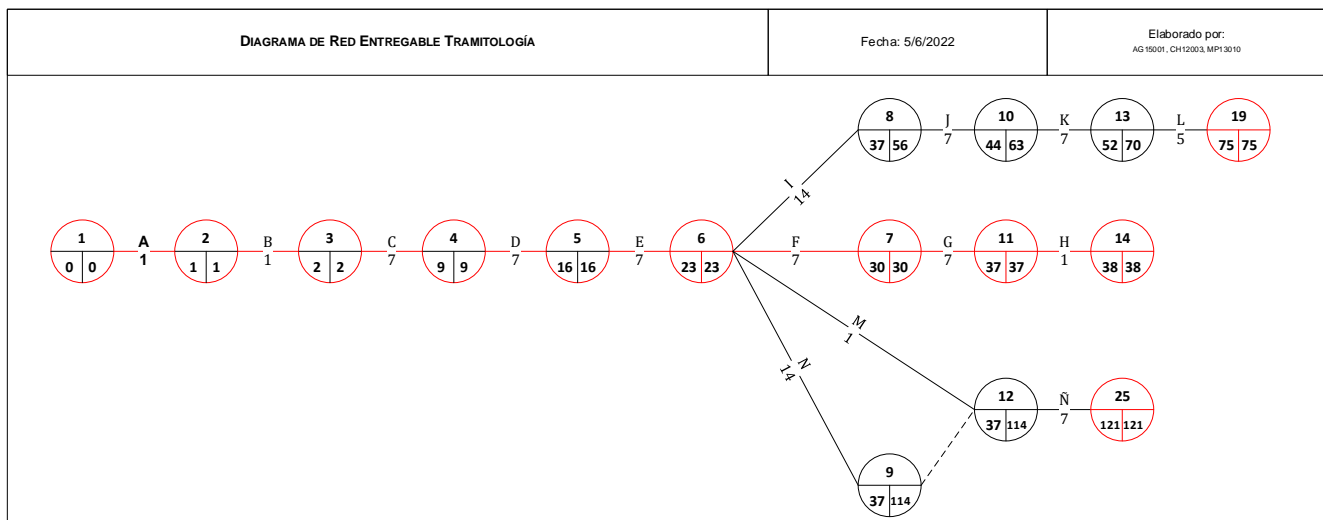 DIAGRAMA DE RED ENTREGABLE TRAMITOLOGÍA
Fecha: 5/6/2022
Elaborado por:
AG15001, CH12003, MP13010
8
37 56
J
7
10
44 63
K
7
13
52 70
L
5
19
75 75
I
14
1
0 0
A
1
2
1 1
B
1
3
2 2
C
7
4
9 9
D
7
5
16 16
E
7
6
23 23
F
7
7
30 30
G
7
11
37 37
H
1
14
38 38
M
1
N
14
12
37 114
Ñ
7
25
121 121
9
37 114